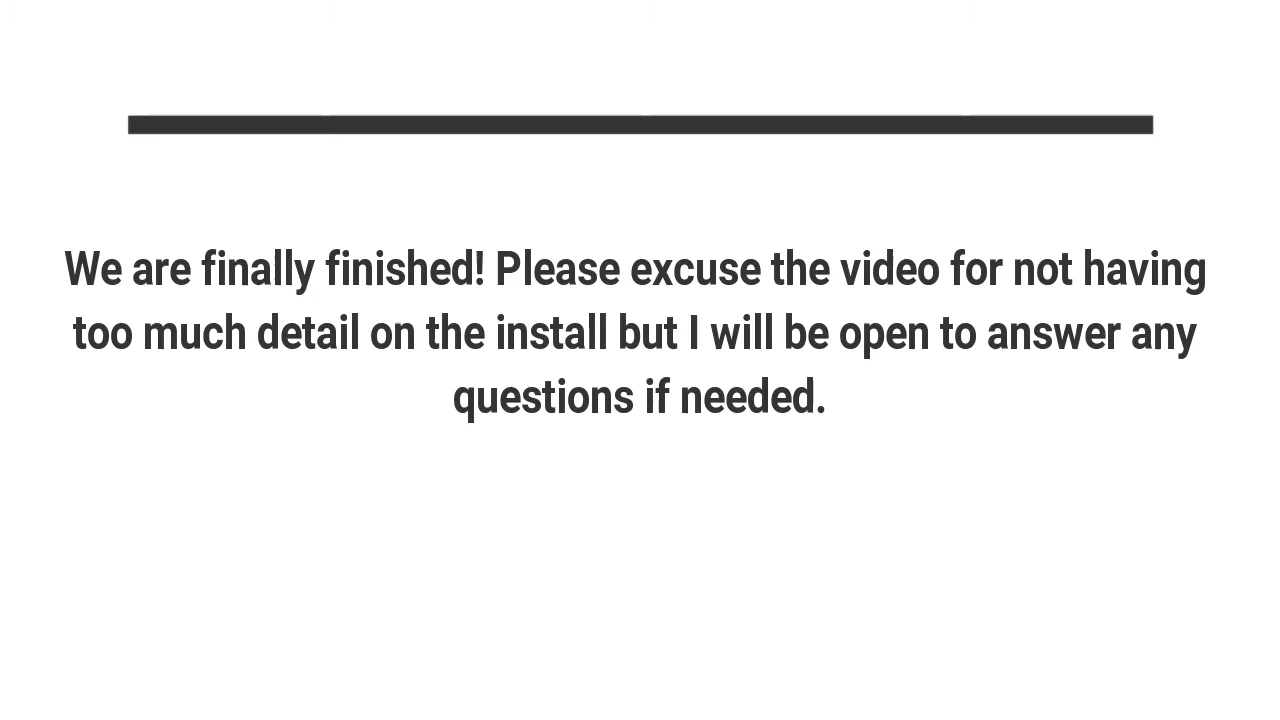 We are finally finished! Please excuse the video for not having
too much detail on the install but I will be open to answer any
questions if needed.